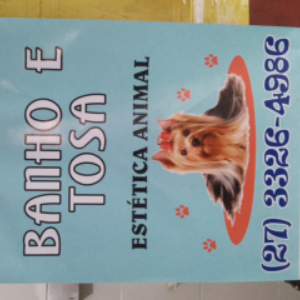 BANHO E
TOSA
ESTÉTICA ANIMAL
(27) 3326-4986